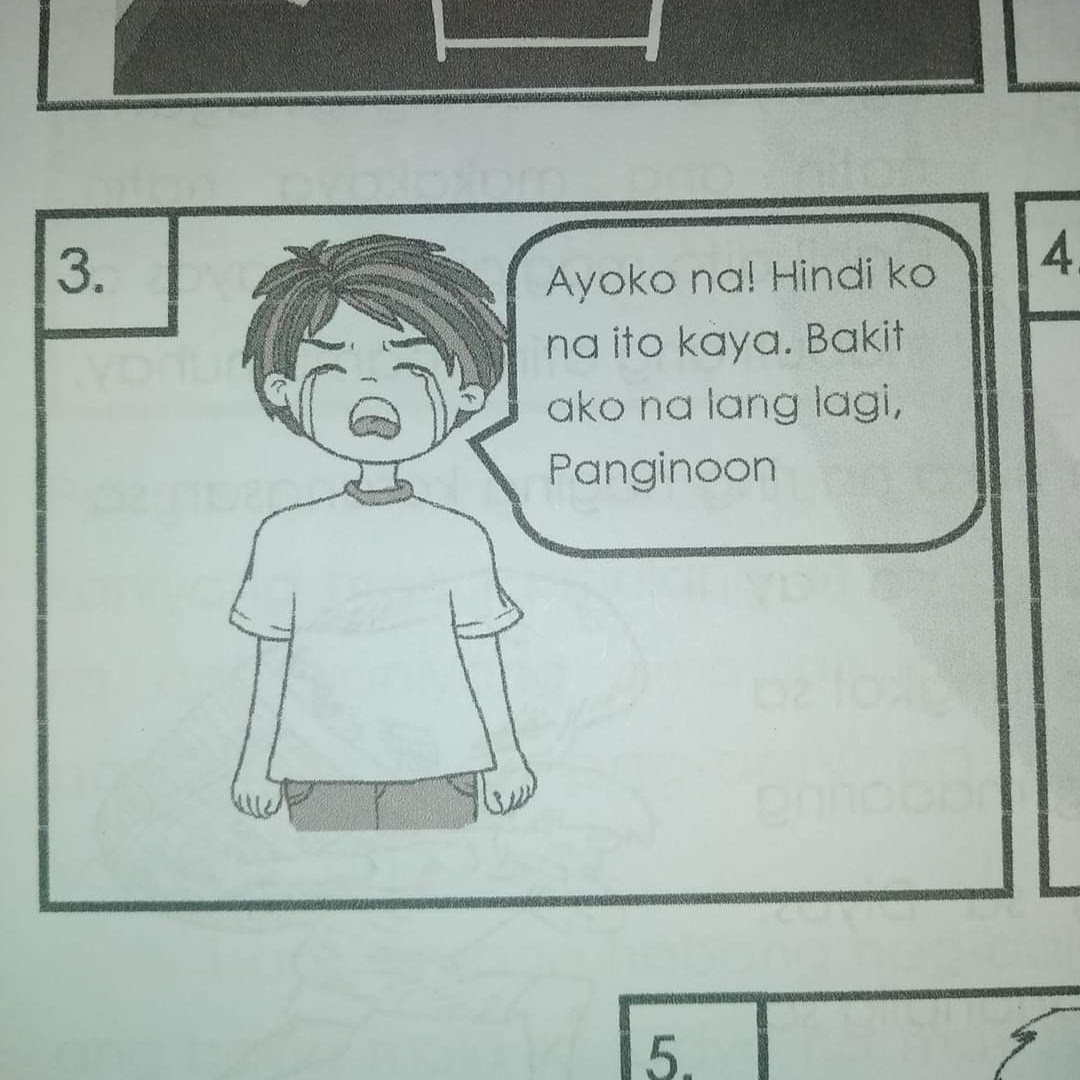 3.
Ayoko na! Hindi ko
na ito kaya. Bakit
ako na lang lagi,
Panginoon
4.
5.